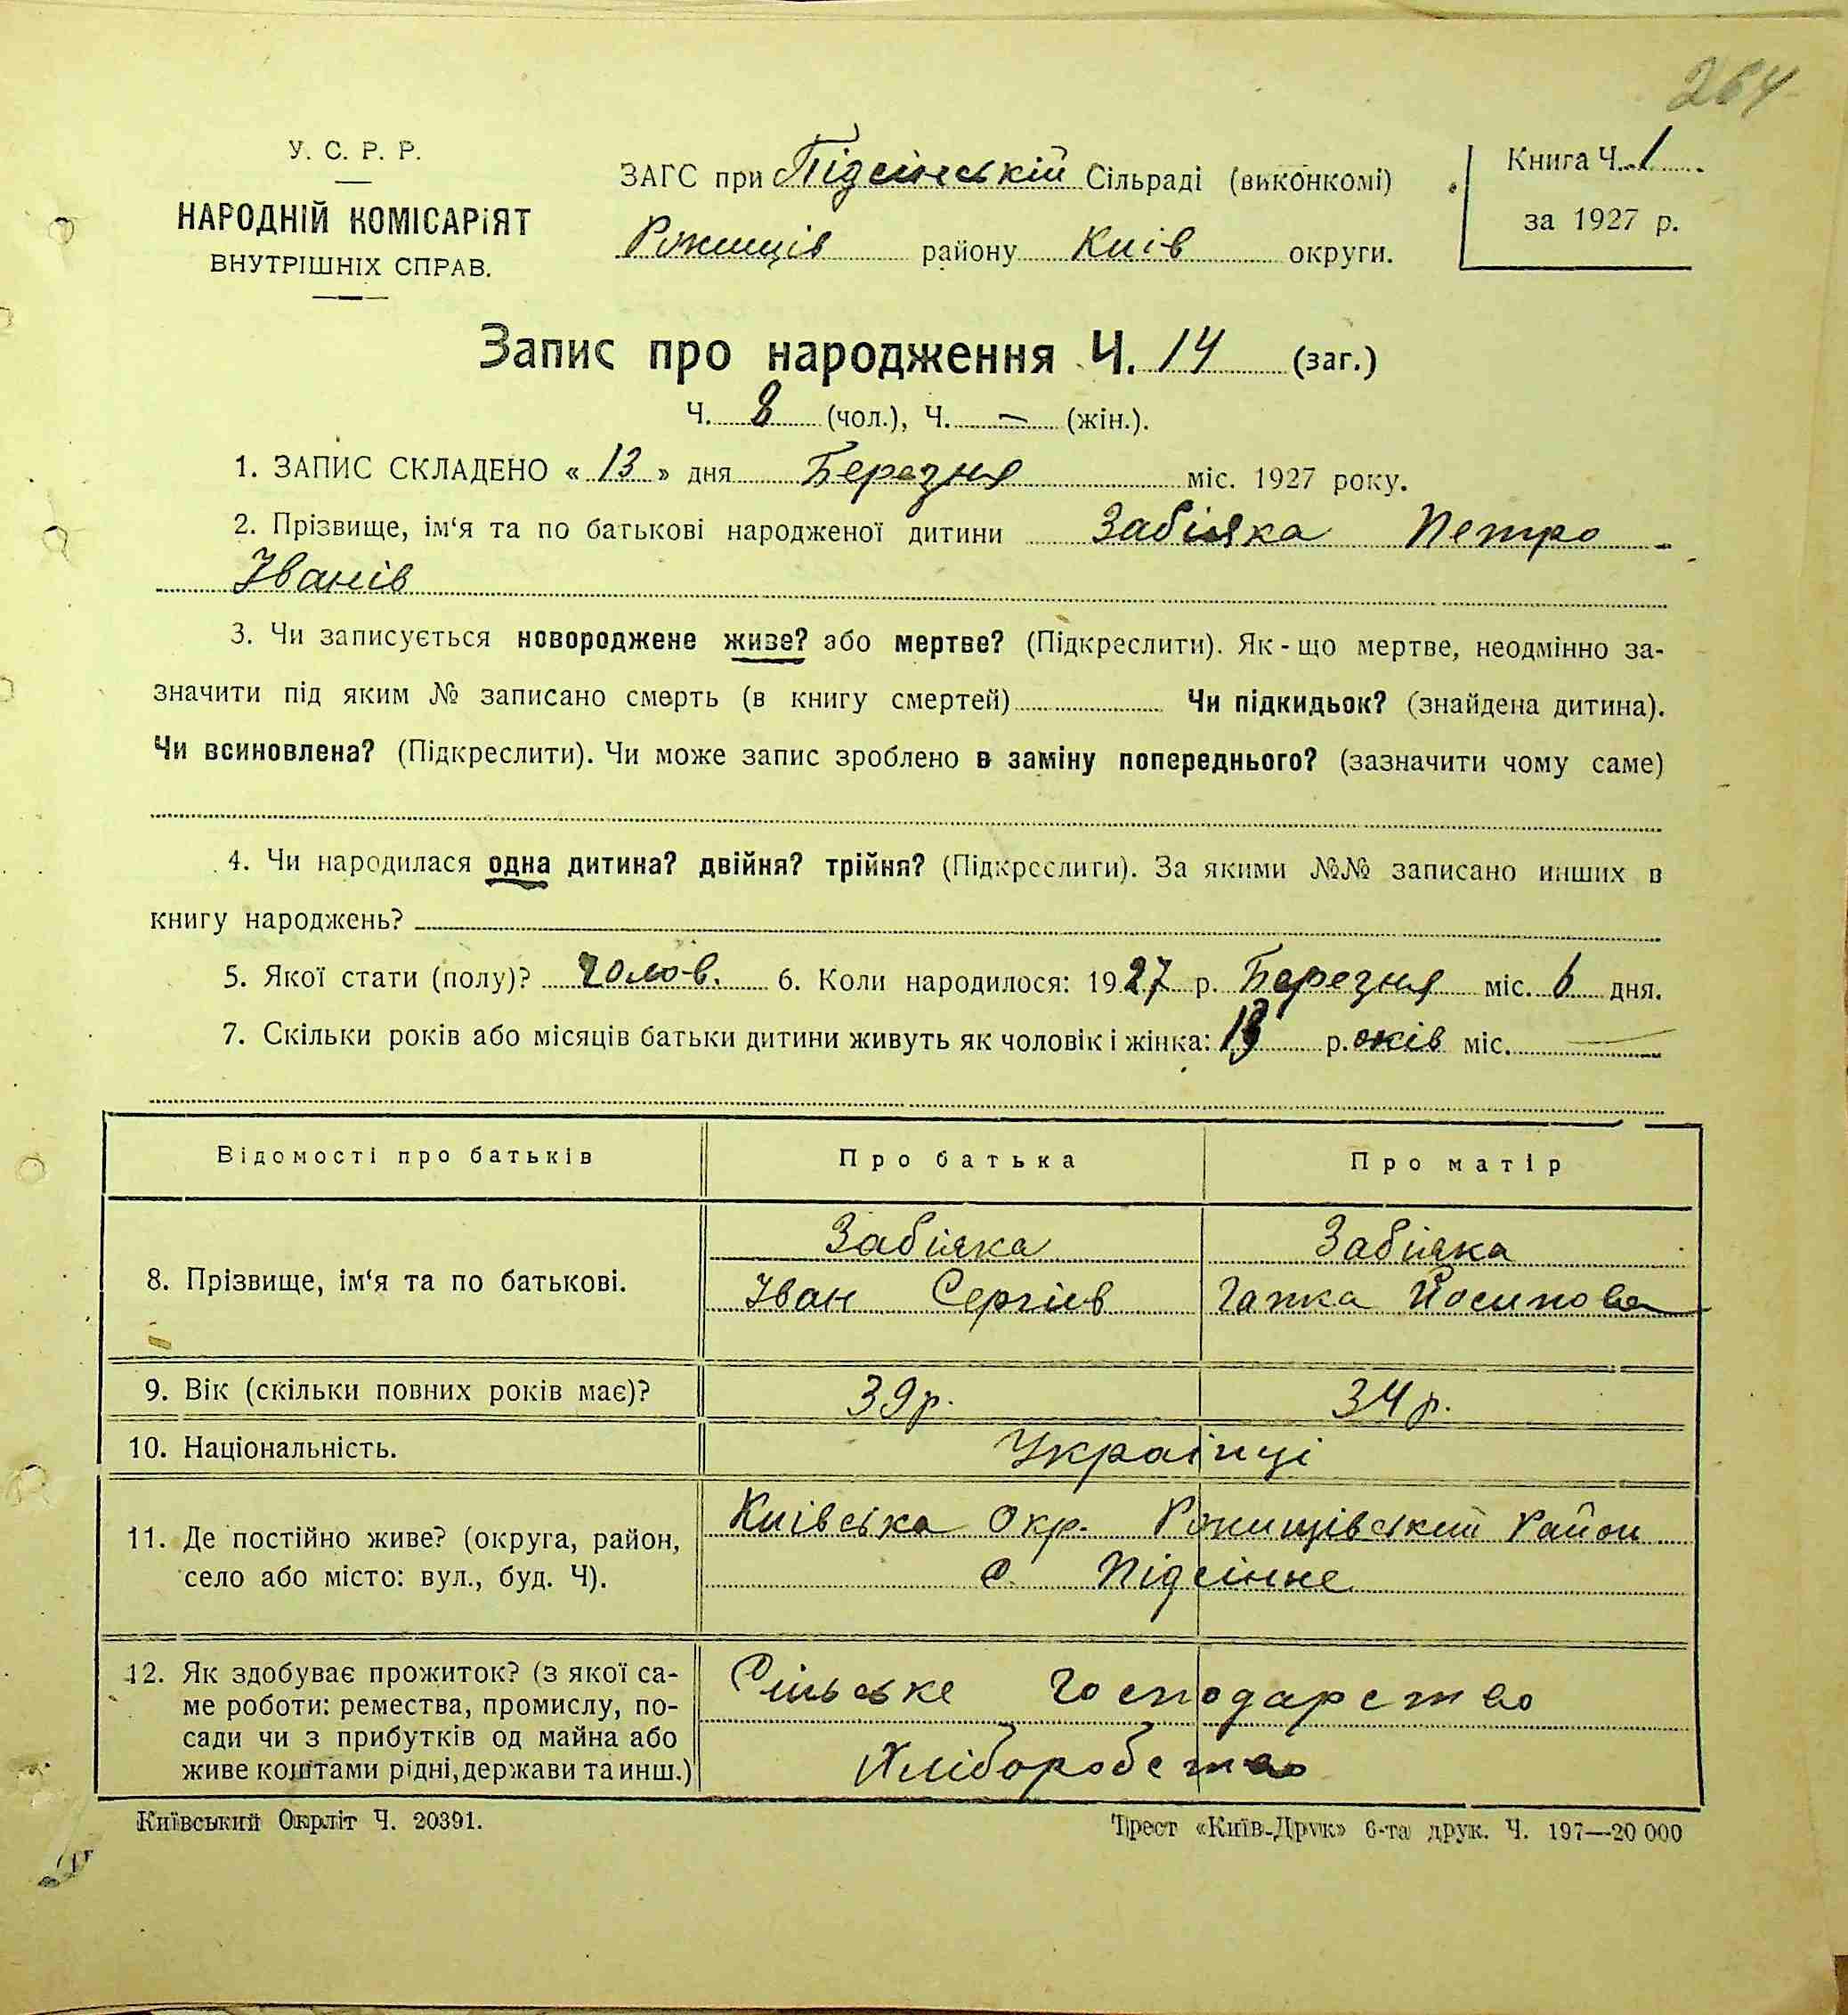 264
У. С. Р. Р.
НАРОДНІЙ КОМІСАРІЯТ
ВНУТРІШНІХ СПРАВ.
ЗАГС при Підсінській Сільраді (виконкомі)
Рожиців району Киів округи.
Книга Ч. 1
за 1927 р.
Запис про народження Ч. 14 (заг.)
Ч. 8 (чол.), Ч. — (жін.).
1. ЗАПИС СКЛАДЕНО « 13 » дня Березня міс. 1927 року.
2. Прізвище, ім‘я та по батькові народженої дитини Забіяка Петро
Іванів
3. Чи записується новороджене живе? або мертве? (Підкреслити). Як-що мертве, неодмінно за-
значити під яким № записано смерть (в книгу смертей) Чи підкидьок? (знайдена дитина).
Чи всиновлена? (Підкреслити). Чи може запис зроблено в заміну попереднього? (зазначити чому саме)
4. Чи народилася одна дитина? двійня? трійня? (Підкреслити). За якими №№ записано инших в
книгу народжень?
5. Якої стати (полу)? Чолов. 6. Коли народилося: 1927 р. Березня міс. 6 дня.
7. Скільки років або місяців батьки дитини живуть як чоловік і жінка: 13 р.оків міс. —
Відомості про батьків Про батька Про матір
8. Прізвище, ім‘я та по батькові. Забіяка Забіяка
Іван Сергіїв Гапка Йосипова
9. Вік (скільки повних років має)? 39 р. 34 р.
10. Національність. Украінці
11. Де постійно живе? (округа, район, Киівська Окр. Рожицівський Район
село або місто: вул., буд. Ч). с. Підсінне
12. Як здобуває прожиток? (з якої са- Сільське Господарство
ме роботи: ремества, промислу, по-
сади чи з прибутків од майна або Хліборобство
живе коштами рідні, держави та инш.)
Київський Окрліт Ч. 20391.
Трест «Київ-Друк» 6-та друк. Ч. 197—20 000